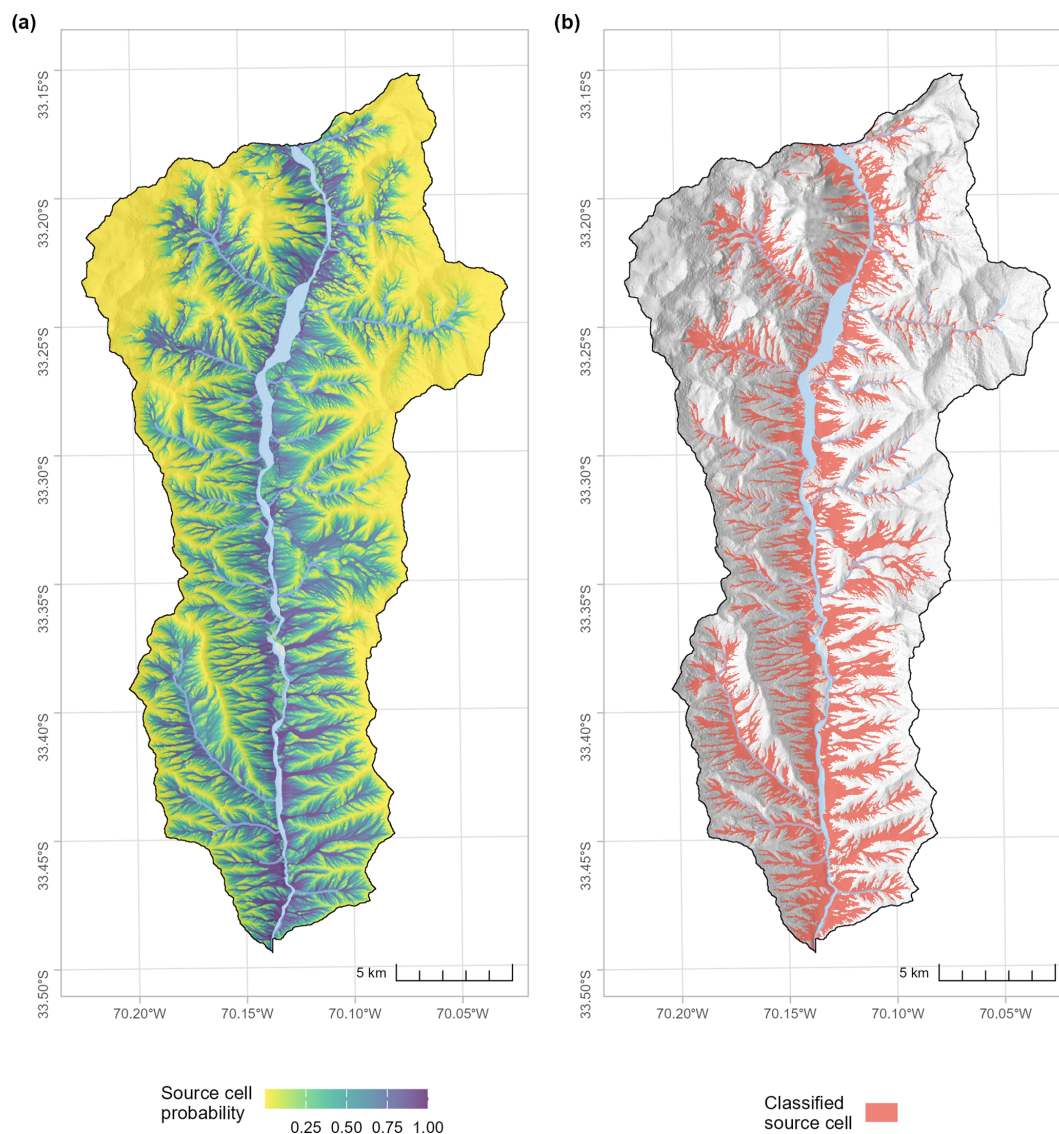 (a)
33.15°S
33.20°S
33.25°S
33.30°S
33.35°S
33.40°S
33.45°S
33.50°S
5 km
70.20°W 70.15°W 70.10°W 70.05°W
Source cell
probability
0.25 0.50 0.75 1.00
(b)
33.15°S
33.20°S
33.25°S
33.30°S
33.35°S
33.40°S
33.45°S
33.50°S
5 km
70.20°W 70.15°W 70.10°W 70.05°W
Classified
source cell